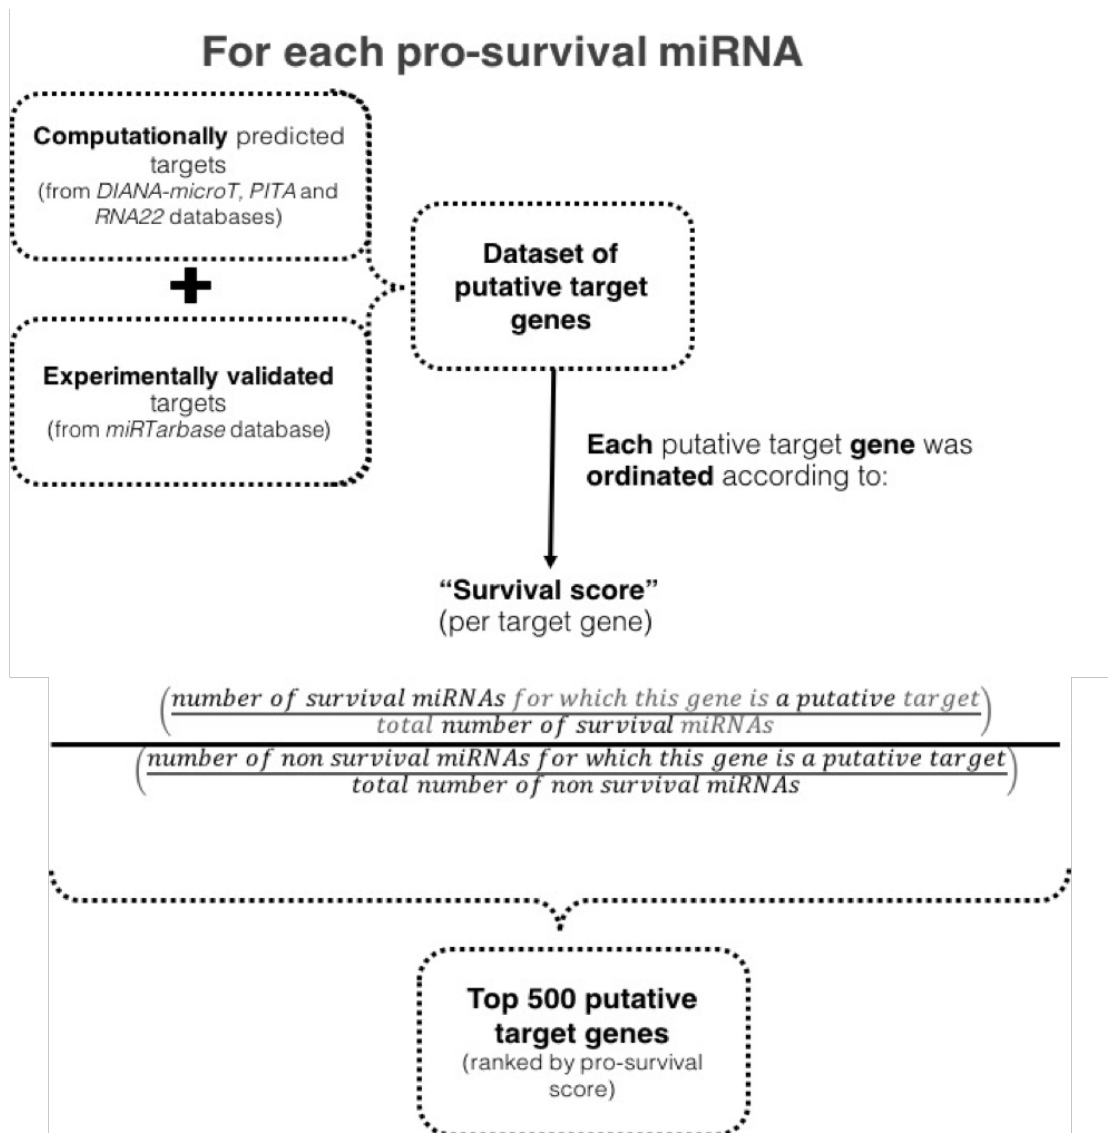 For each pro-survival miRNA
Computationally predicted
targets
(from DIANA-microT, PITA and
RNA22 databases)
+
Experimentally validated
targets
(from miRTarbase database)
Dataset of
putative target
genes
Each putative target gene was
ordinated according to:
“Survival score”
(per target gene)
(number of survival miRNAs for which this gene is a putative target
total number of survival miRNAs)
(number of non survival miRNAs for which this gene is a putative target
total number of non survival miRNAs)
Top 500 putative
target genes
(ranked by pro-survival
score)